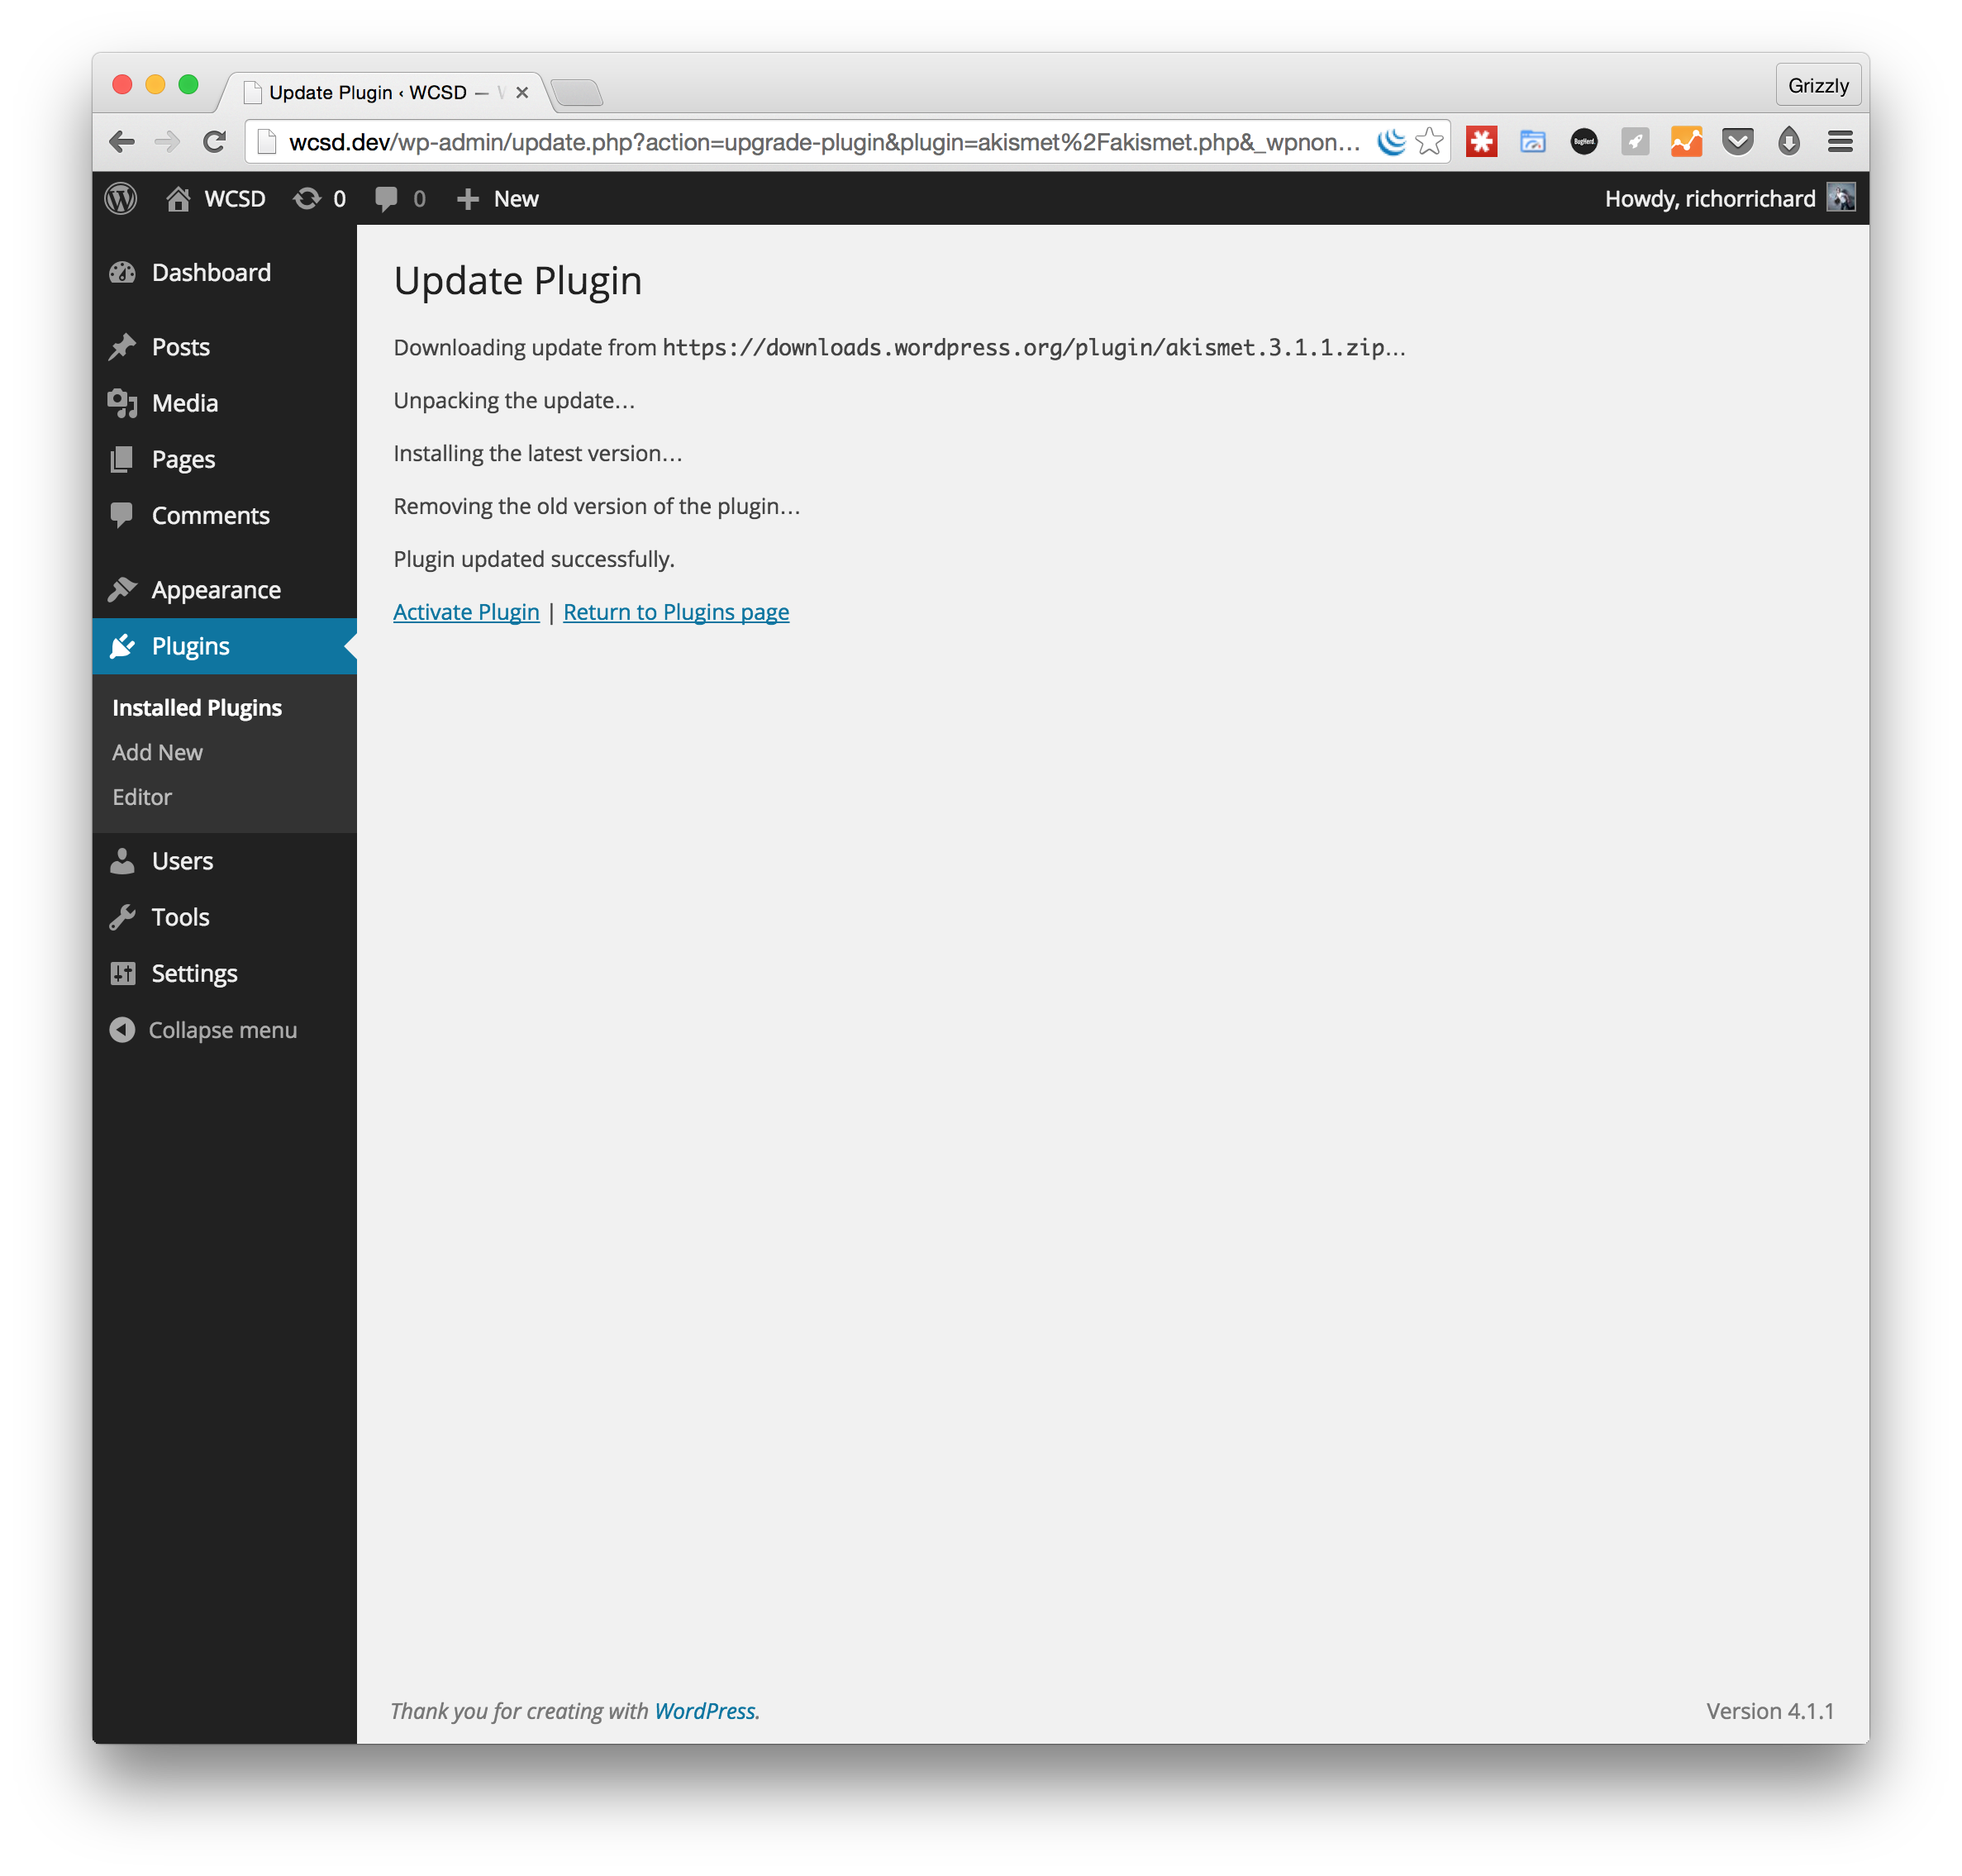 Update Plugin ‹ WCSD —
Grizzly
wcsd.dev/wp-admin/update.php?action=upgrade-plugin&plugin=akismet%2Fakismet.php&_wpnon...
WCSD 0 0 New
Howdy, richorrichard
Dashboard
Posts
Media
Pages
Comments
Appearance
Plugins
Installed Plugins
Add New
Editor
Users
Tools
Settings
Collapse menu
Update Plugin
Downloading update from https://downloads.wordpress.org/plugin/akismet.3.1.1.zip…
Unpacking the update…
Installing the latest version…
Removing the old version of the plugin…
Plugin updated successfully.
Activate Plugin | Return to Plugins page
Thank you for creating with WordPress.
Version 4.1.1